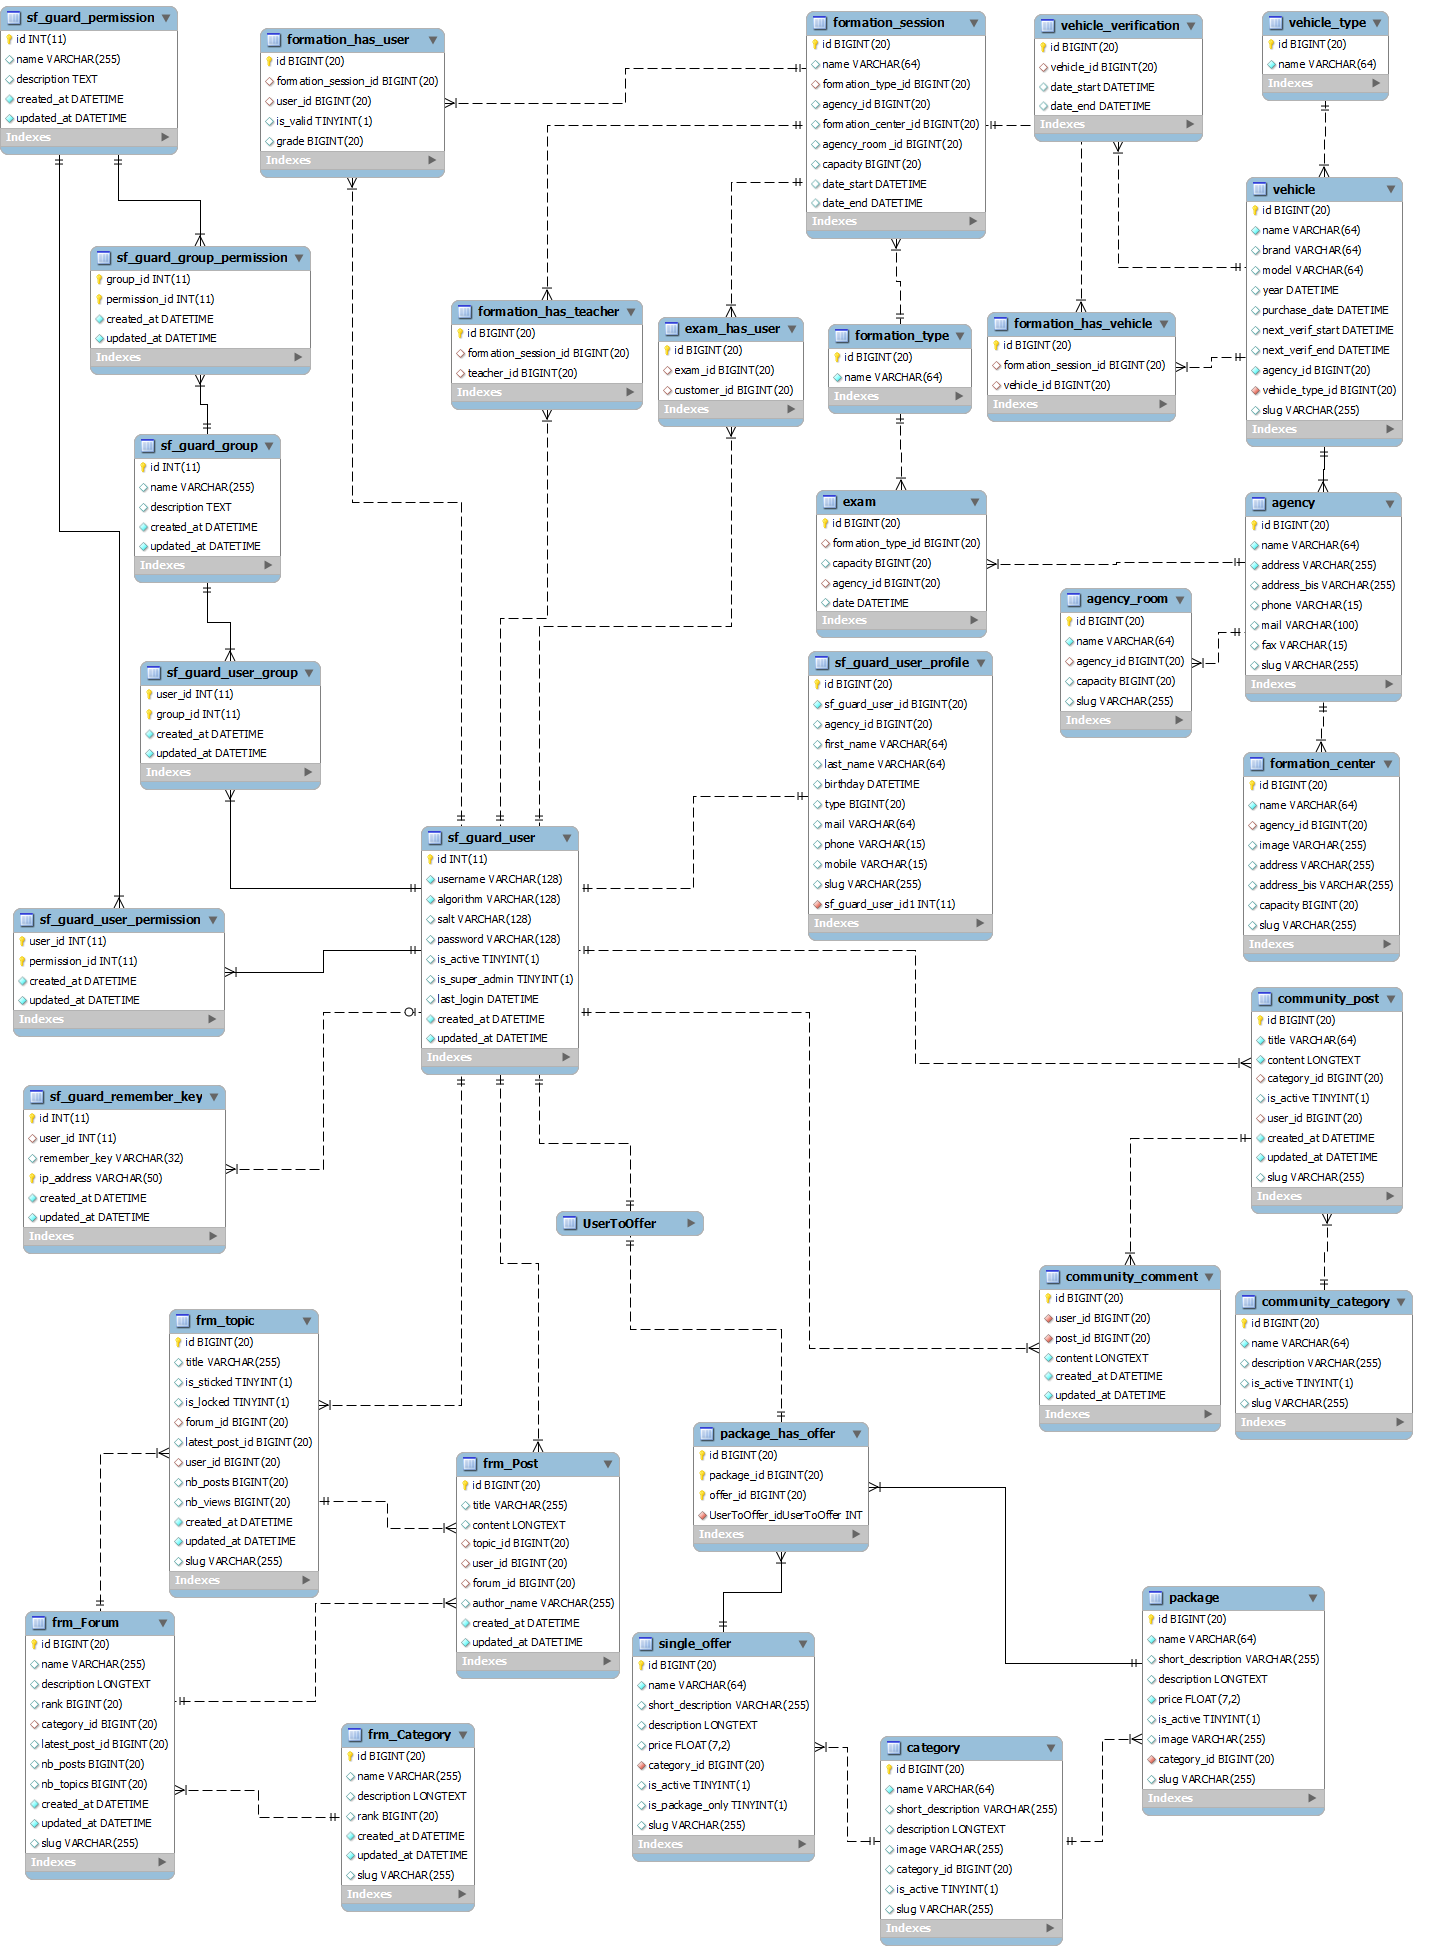 sf_guard_permission
id INT(11)
name VARCHAR(255)
description TEXT
created_at DATETIME
updated_at DATETIME
Indexes
formation_has_user
id BIGINT(20)
formation_session_id BIGINT(20)
user_id BIGINT(20)
is_valid TINYINT(1)
grade BIGINT(20)
Indexes
formation_session
id BIGINT(20)
name VARCHAR(64)
formation_type_id BIGINT(20)
agency_id BIGINT(20)
formation_center_id BIGINT(20)
agency_room_id BIGINT(20)
capacity BIGINT(20)
date_start DATETIME
date_end DATETIME
Indexes
vehicle_verification
id BIGINT(20)
vehicle_id BIGINT(20)
date_start DATETIME
date_end DATETIME
Indexes
vehicle_type
id BIGINT(20)
name VARCHAR(64)
Indexes
vehicle
id BIGINT(20)
name VARCHAR(64)
brand VARCHAR(64)
model VARCHAR(64)
year DATETIME
purchase_date DATETIME
next_verif_start DATETIME
next_verif_end DATETIME
agency_id BIGINT(20)
vehicle_type_id BIGINT(20)
slug VARCHAR(255)
Indexes
sf_guard_group_permission
group_id INT(11)
permission_id INT(11)
created_at DATETIME
updated_at DATETIME
Indexes
formation_has_teacher
id BIGINT(20)
formation_session_id BIGINT(20)
teacher_id BIGINT(20)
Indexes
exam_has_user
id BIGINT(20)
exam_id BIGINT(20)
customer_id BIGINT(20)
Indexes
formation_type
id BIGINT(20)
name VARCHAR(64)
Indexes
formation_has_vehicle
id BIGINT(20)
formation_session_id BIGINT(20)
vehicle_id BIGINT(20)
Indexes
sf_guard_group
id INT(11)
name VARCHAR(255)
description TEXT
created_at DATETIME
updated_at DATETIME
Indexes
exam
id BIGINT(20)
formation_type_id BIGINT(20)
capacity BIGINT(20)
agency_id BIGINT(20)
date DATETIME
Indexes
agency
id BIGINT(20)
name VARCHAR(64)
address VARCHAR(255)
address_bis VARCHAR(255)
phone VARCHAR(15)
mail VARCHAR(100)
fax VARCHAR(15)
slug VARCHAR(255)
Indexes
agency_room
id BIGINT(20)
name VARCHAR(64)
agency_id BIGINT(20)
capacity BIGINT(20)
slug VARCHAR(255)
Indexes
sf_guard_user_group
user_id INT(11)
group_id INT(11)
created_at DATETIME
updated_at DATETIME
Indexes
sf_guard_user_profile
id BIGINT(20)
sf_guard_user_id BIGINT(20)
agency_id BIGINT(20)
first_name VARCHAR(64)
last_name VARCHAR(64)
birthday DATETIME
type BIGINT(20)
mail VARCHAR(64)
phone VARCHAR(15)
mobile VARCHAR(15)
slug VARCHAR(255)
sf_guard_user_id1 INT(11)
Indexes
formation_center
id BIGINT(20)
name VARCHAR(64)
agency_id BIGINT(20)
image VARCHAR(255)
address VARCHAR(255)
address_bis VARCHAR(255)
capacity BIGINT(20)
slug VARCHAR(255)
Indexes
sf_guard_user
id INT(11)
username VARCHAR(128)
algorithm VARCHAR(128)
salt VARCHAR(128)
password VARCHAR(128)
is_active TINYINT(1)
is_super_admin TINYINT(1)
last_login DATETIME
created_at DATETIME
updated_at DATETIME
Indexes
sf_guard_user_permission
user_id INT(11)
permission_id INT(11)
created_at DATETIME
updated_at DATETIME
Indexes
community_post
id BIGINT(20)
title VARCHAR(64)
content LONGTEXT
category_id BIGINT(20)
is_active TINYINT(1)
user_id BIGINT(20)
created_at DATETIME
updated_at DATETIME
slug VARCHAR(255)
Indexes
sf_guard_remember_key
id INT(11)
user_id INT(11)
remember_key VARCHAR(32)
ip_address VARCHAR(50)
created_at DATETIME
updated_at DATETIME
Indexes
UserToOffer
community_comment
id BIGINT(20)
user_id BIGINT(20)
post_id BIGINT(20)
content LONGTEXT
created_at DATETIME
updated_at DATETIME
Indexes
community_category
id BIGINT(20)
name VARCHAR(64)
description VARCHAR(255)
is_active TINYINT(1)
slug VARCHAR(255)
Indexes
frm_topic
id BIGINT(20)
title VARCHAR(255)
is_sticked TINYINT(1)
is_locked TINYINT(1)
forum_id BIGINT(20)
latest_post_id BIGINT(20)
user_id BIGINT(20)
nb_posts BIGINT(20)
nb_views BIGINT(20)
created_at DATETIME
updated_at DATETIME
slug VARCHAR(255)
Indexes
frm_Post
id BIGINT(20)
title VARCHAR(255)
content LONGTEXT
topic_id BIGINT(20)
user_id BIGINT(20)
forum_id BIGINT(20)
author_name VARCHAR(255)
created_at DATETIME
updated_at DATETIME
Indexes
package_has_offer
id BIGINT(20)
package_id BIGINT(20)
offer_id BIGINT(20)
UserToOffer_idUserToOffer INT
Indexes
frm_Forum
id BIGINT(20)
name VARCHAR(255)
description LONGTEXT
rank BIGINT(20)
category_id BIGINT(20)
latest_post_id BIGINT(20)
nb_posts BIGINT(20)
nb_topics BIGINT(20)
created_at DATETIME
updated_at DATETIME
slug VARCHAR(255)
Indexes
frm_Category
id BIGINT(20)
name VARCHAR(255)
description LONGTEXT
rank BIGINT(20)
created_at DATETIME
updated_at DATETIME
slug VARCHAR(255)
Indexes
single_offer
id BIGINT(20)
name VARCHAR(64)
short_description VARCHAR(255)
description LONGTEXT
price FLOAT(7,2)
category_id BIGINT(20)
is_active TINYINT(1)
is_package_only TINYINT(1)
slug VARCHAR(255)
Indexes
package
id BIGINT(20)
name VARCHAR(64)
short_description VARCHAR(255)
description LONGTEXT
price FLOAT(7,2)
is_active TINYINT(1)
image VARCHAR(255)
category_id BIGINT(20)
slug VARCHAR(255)
Indexes
category
id BIGINT(20)
name VARCHAR(64)
short_description VARCHAR(255)
description LONGTEXT
image VARCHAR(255)
category_id BIGINT(20)
is_active TINYINT(1)
slug VARCHAR(255)
Indexes